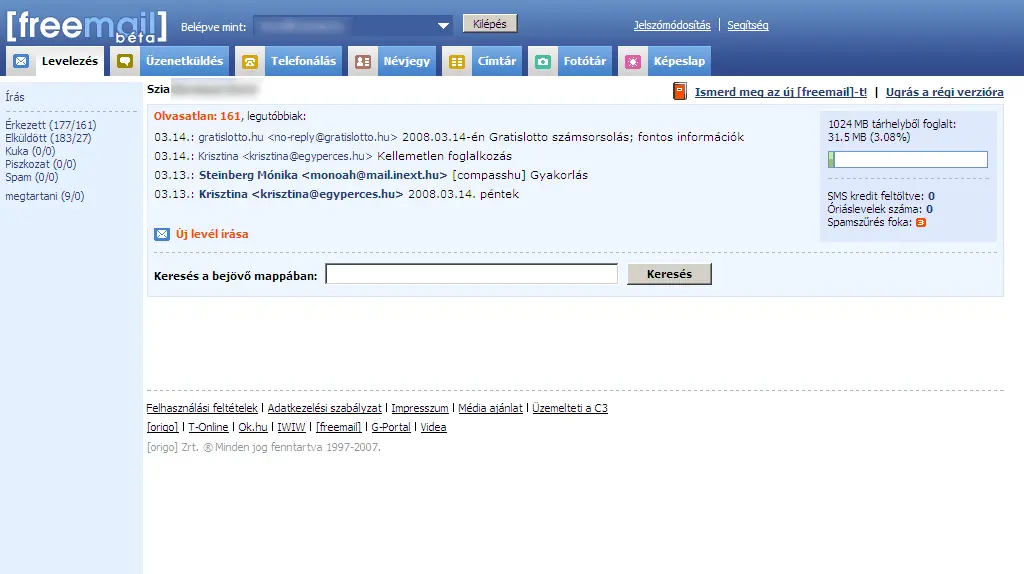 [freemail]
béta
Belépve mint:
Kilépés
Jelszómódosítás | Segítség
Levelezés
Üzenetküldés
Telefonálás
Névjegy
Címtár
Fotótár
Képeslap
Írás
Érkezett (177/161)
Elküldött (183/27)
Kuka (0/0)
Piszkozat (0/0)
Spam (0/0)
megtartani (9/0)
Szia
Ismerd meg az új [freemail]-t! | Ugrás a régi verzióra
Olvasatlan: 161, legutóbbiak:
03.14.: gratislotto.hu <no-reply@gratislotto.hu> 2008.03.14-én Gratislotto számsorsolás; fontos információk
03.14.: Krisztina <krisztina@egyperces.hu> Kellemetlen foglalkozás
03.13.: Steinberg Mónika <monoah@mail.inext.hu> [compasshu] Gyakorlás
03.13.: Krisztina <krisztina@egyperces.hu> 2008.03.14. péntek
Új levél írása
Keresés a bejövő mappában:
Keresés
1024 MB tárhelyből foglalt:
31.5 MB (3.08%)
SMS kredit feltöltve: 0
Óriáslevelek száma: 0
Spamszűrés foka: 3
Felhasználási feltételek | Adatkezelési szabályzat | Impresszum | Média ajánlat | Üzemelteti a C3
[origo] | T-Online | Ok.hu | IWIW | [freemail] | G-Portal | Videa
[origo] Zrt. ® Minden jog fenntartva 1997-2007.